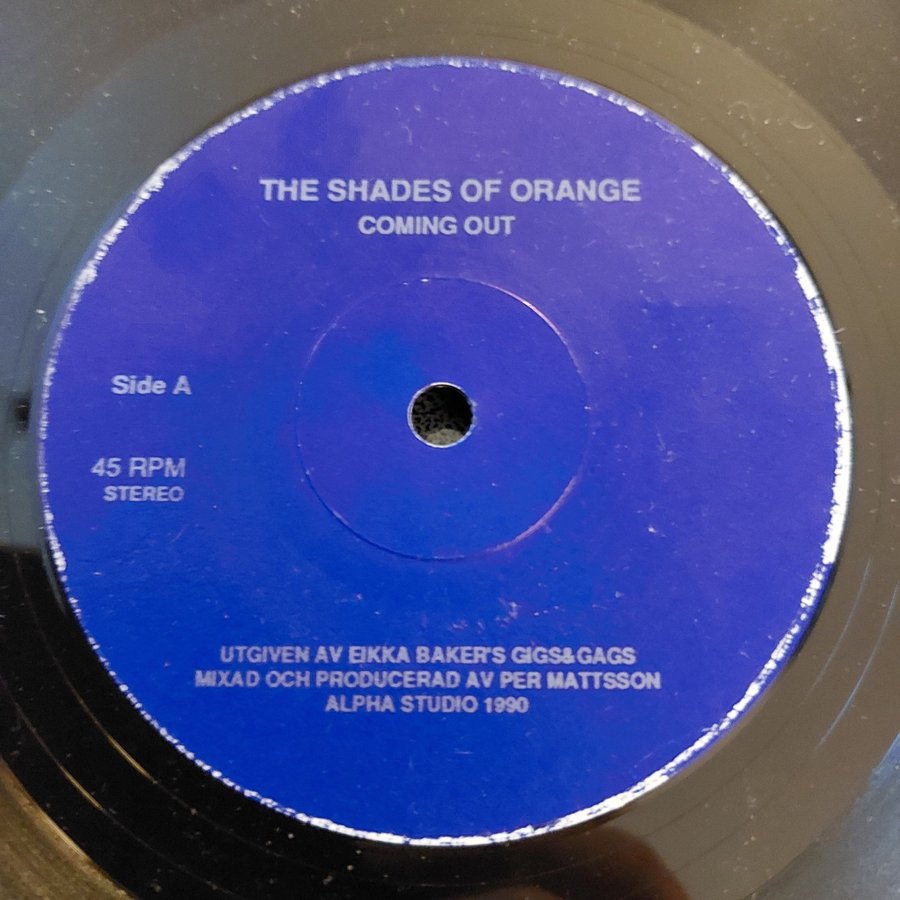 THE SHADES OF ORANGE
COMING OUT
Side A
45 RPM
STEREO
UTGIVEN AV EIKKA BAKER'S GIGS&GAGS
MIXAD OCH PRODUCERAD AV PER MATTSSON
ALPHA STUDIO 1990